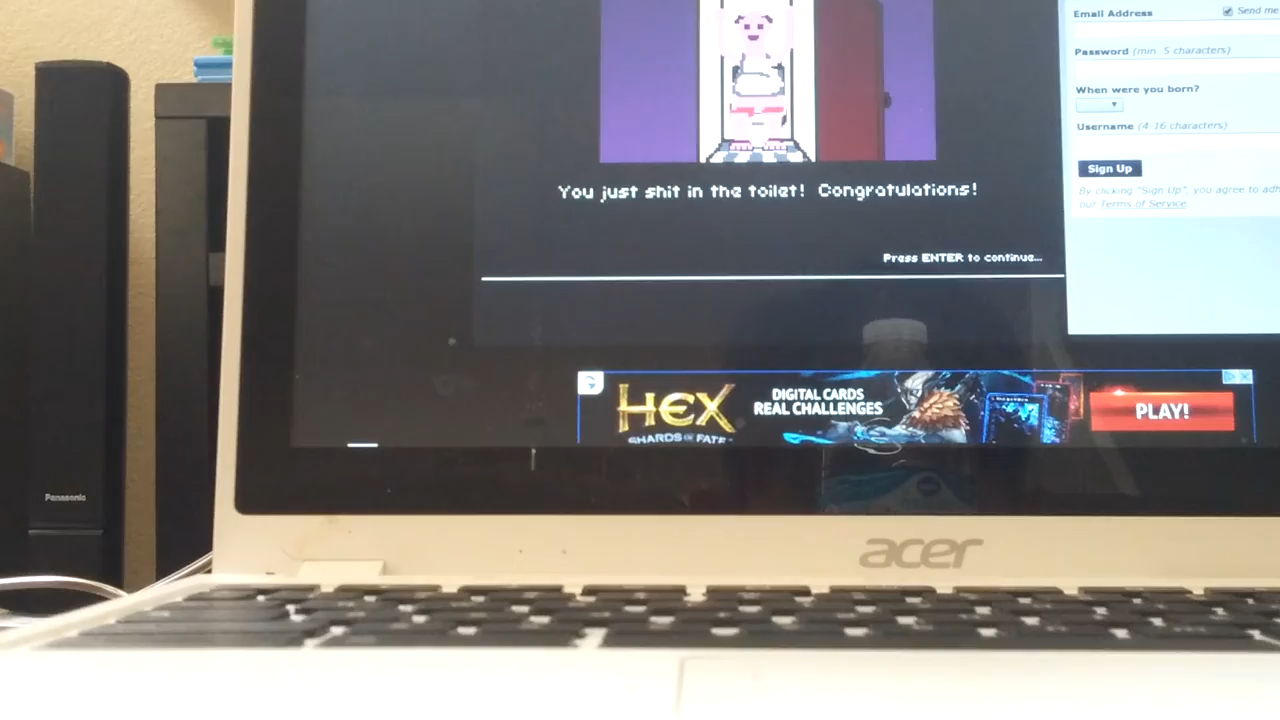 Email Address
Send me
Password (min. 5 characters)
When were you born?
Username (4-16 characters)
Sign Up
By clicking "Sign Up", you agree to adh
our Terms of Service.
You just shit in the toilet! Congratulations!
Press ENTER to continue...
HEX
SHARDS OF FATE
DIGITAL CARDS
REAL CHALLENGES
PLAY!
Panasonic
acer